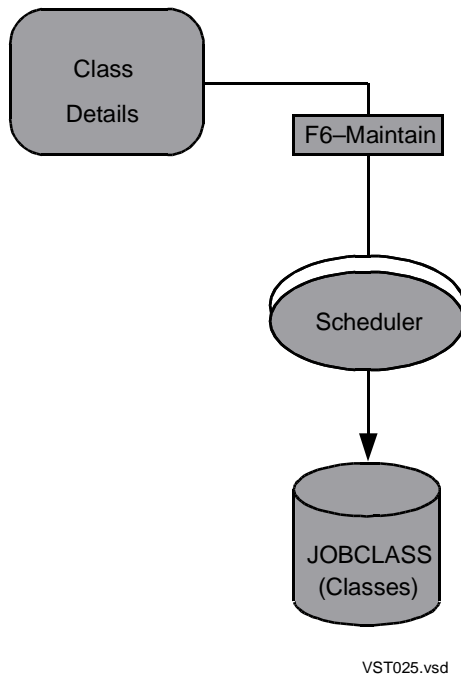 Class
Details
F6–Maintain
Scheduler
JOBCLASS
(Classes)
VST025.vsd